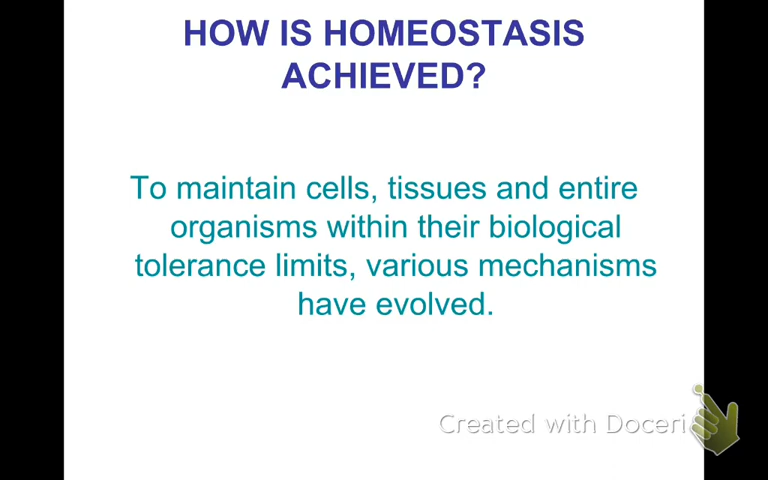 HOW IS HOMEOSTASIS
ACHIEVED?
To maintain cells, tissues and entire
organisms within their biological
tolerance limits, various mechanisms
have evolved.
Created with Doceri